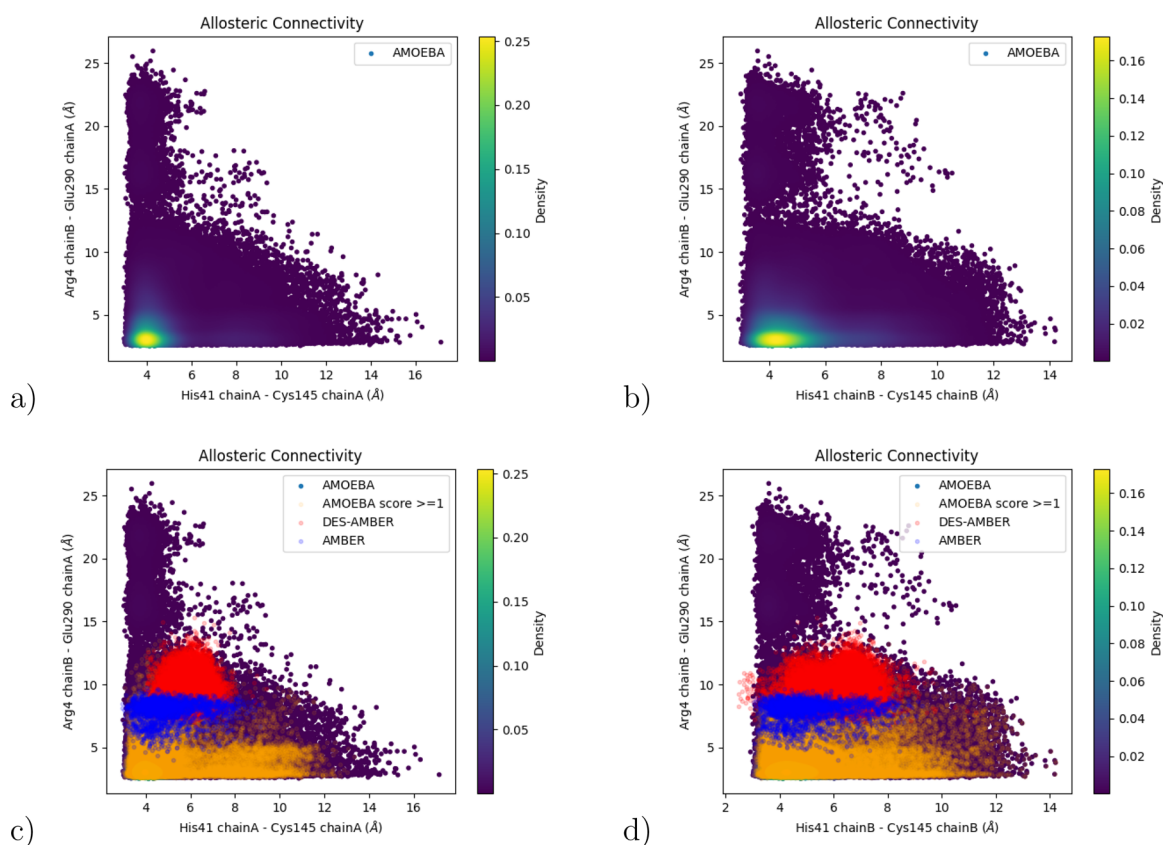 Allosteric Connectivity
AMOEBA
Arg4 chainB - Glu290 chainA (Å)
25
20
15
10
5
4
6
8
10
12
14
16
His41 chainA - Cys145 chainA (Å)
0.25
0.20
0.15
0.10
0.05
Density
a)
Allosteric Connectivity
AMOEBA
Arg4 chainB - Glu290 chainA (Å)
25
20
15
10
5
4
6
8
10
12
14
His41 chainB - Cys145 chainB (Å)
0.16
0.14
0.12
0.10
0.08
0.06
0.04
0.02
Density
b)
Allosteric Connectivity
AMOEBA
AMOEBA score >=1
DES-AMBER
AMBER
Arg4 chainB - Glu290 chainA (Å)
25
20
15
10
5
4
6
8
10
12
14
16
His41 chainA - Cys145 chainA (Å)
0.25
0.20
0.15
0.10
0.05
Density
c)
Allosteric Connectivity
AMOEBA
AMOEBA score >=1
DES-AMBER
AMBER
Arg4 chainB - Glu290 chainA (Å)
25
20
15
10
5
2
4
6
8
10
12
14
His41 chainB - Cys145 chainB (Å)
0.16
0.14
0.12
0.10
0.08
0.06
0.04
0.02
Density
d)